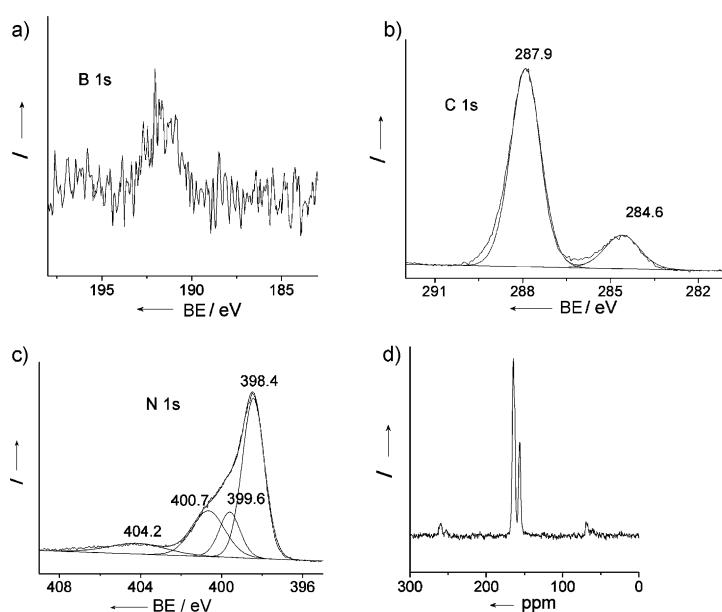 a)
B 1s
I
195 190 185
BE / eV
b)
287.9
C 1s
284.6
I
291 288 285 282
BE / eV
c)
N 1s
398.4
400.7 399.6
404.2
I
408 404 400 396
BE / eV
d)
I
300 200 100 0
ppm